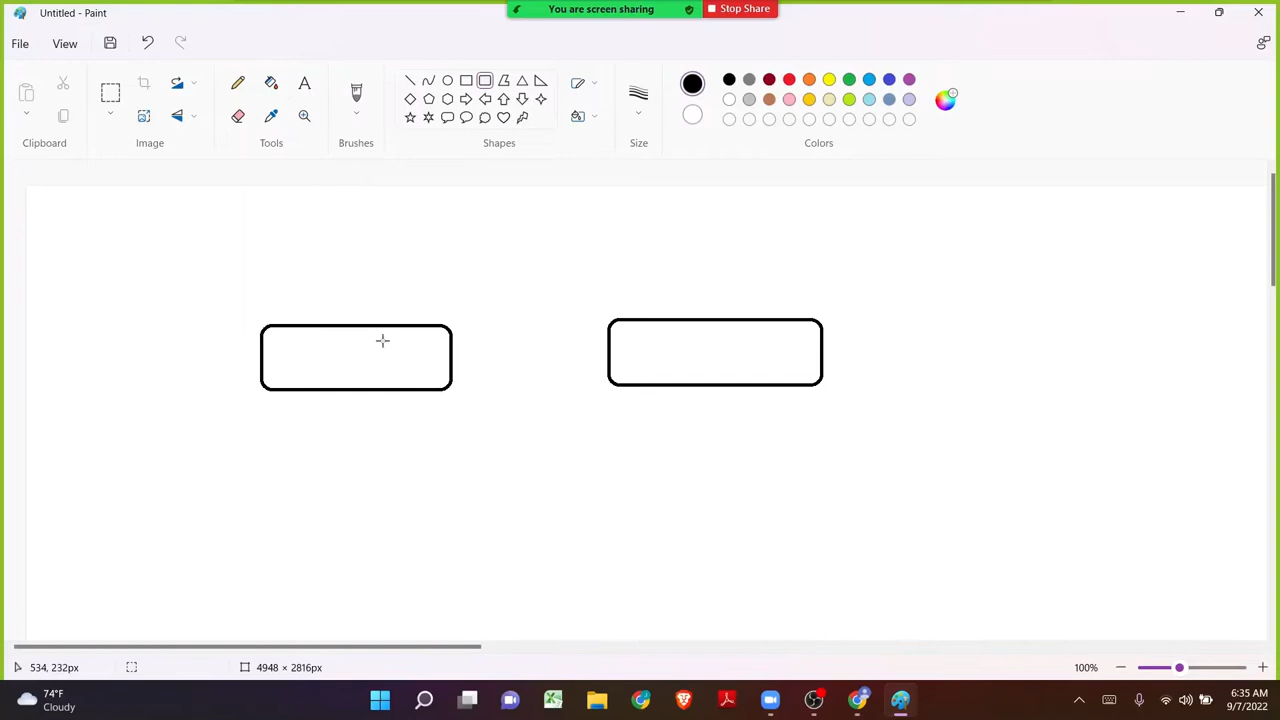 You are screen sharing
Stop Share
Untitled - Paint
File View
Clipboard
Image
Tools
Brushes
Shapes
Size
Colors
534, 232px
4948 × 2816px
100%
74°F
Cloudy
6:35 AM
9/7/2022